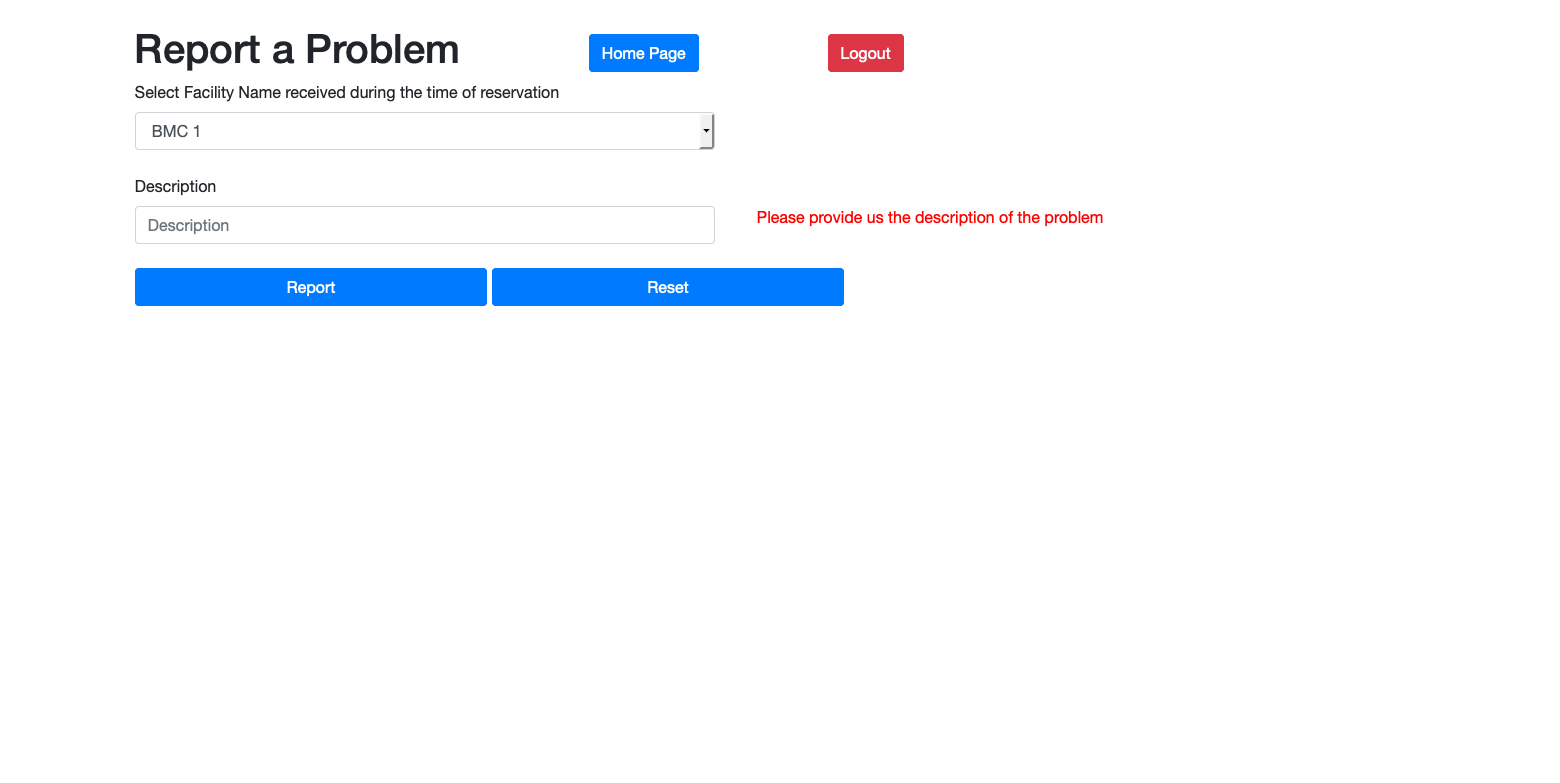 Report a Problem
Home Page
Logout
Select Facility Name received during the time of reservation
BMC 1
Description
Description
Please provide us the description of the problem
Report
Reset